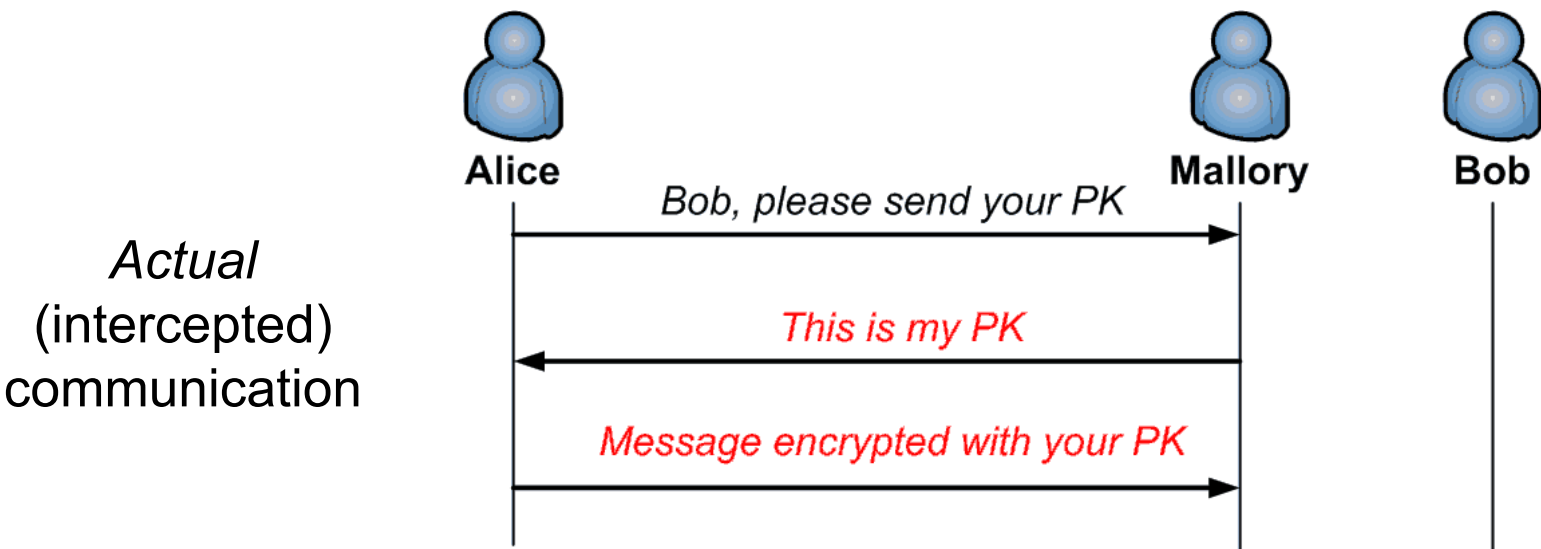 Alice
Mallory
Bob
Bob, please send your PK
Actual
(intercepted)
communication
This is my PK
Message encrypted with your PK